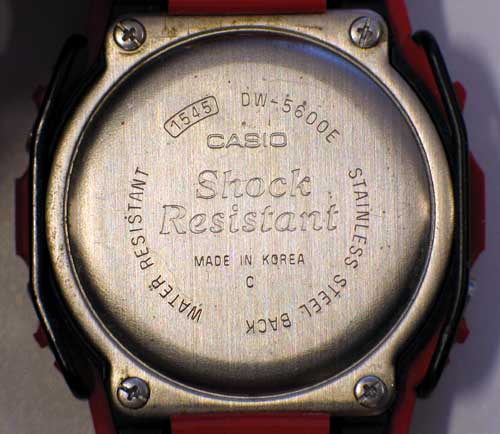 1545 DW-5600E
CASIO
Shock
Resistant
MADE IN KOREA
C
WATER RESISTANT
STAINLESS STEEL BACK